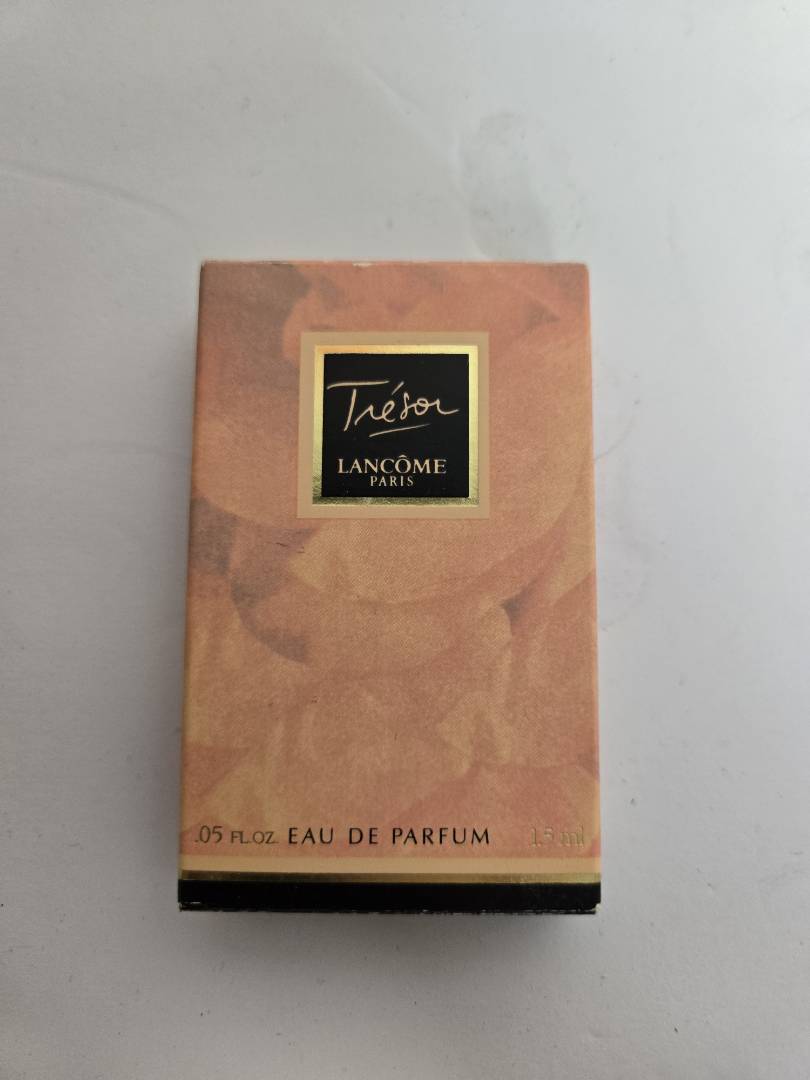 Trésor
LANCÔME
PARIS
.05 FL.OZ. EAU DE PARFUM 1.5 ml